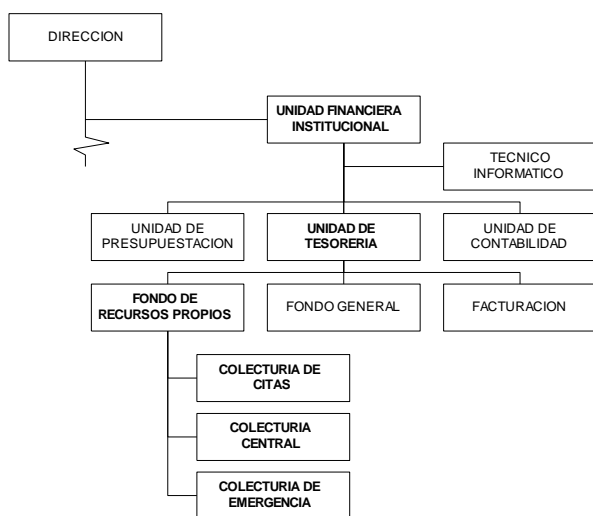 DIRECCION
UNIDAD FINANCIERA
INSTITUCIONAL
TECNICO
INFORMATICO
UNIDAD DE
PRESUPUESTACION
UNIDAD DE
TESORERIA
UNIDAD DE
CONTABILIDAD
FONDO DE
RECURSOS PROPIOS
FONDO GENERAL
FACTURACION
COLECTURIA DE
CITAS
COLECTURIA
CENTRAL
COLECTURIA DE
EMERGENCIA